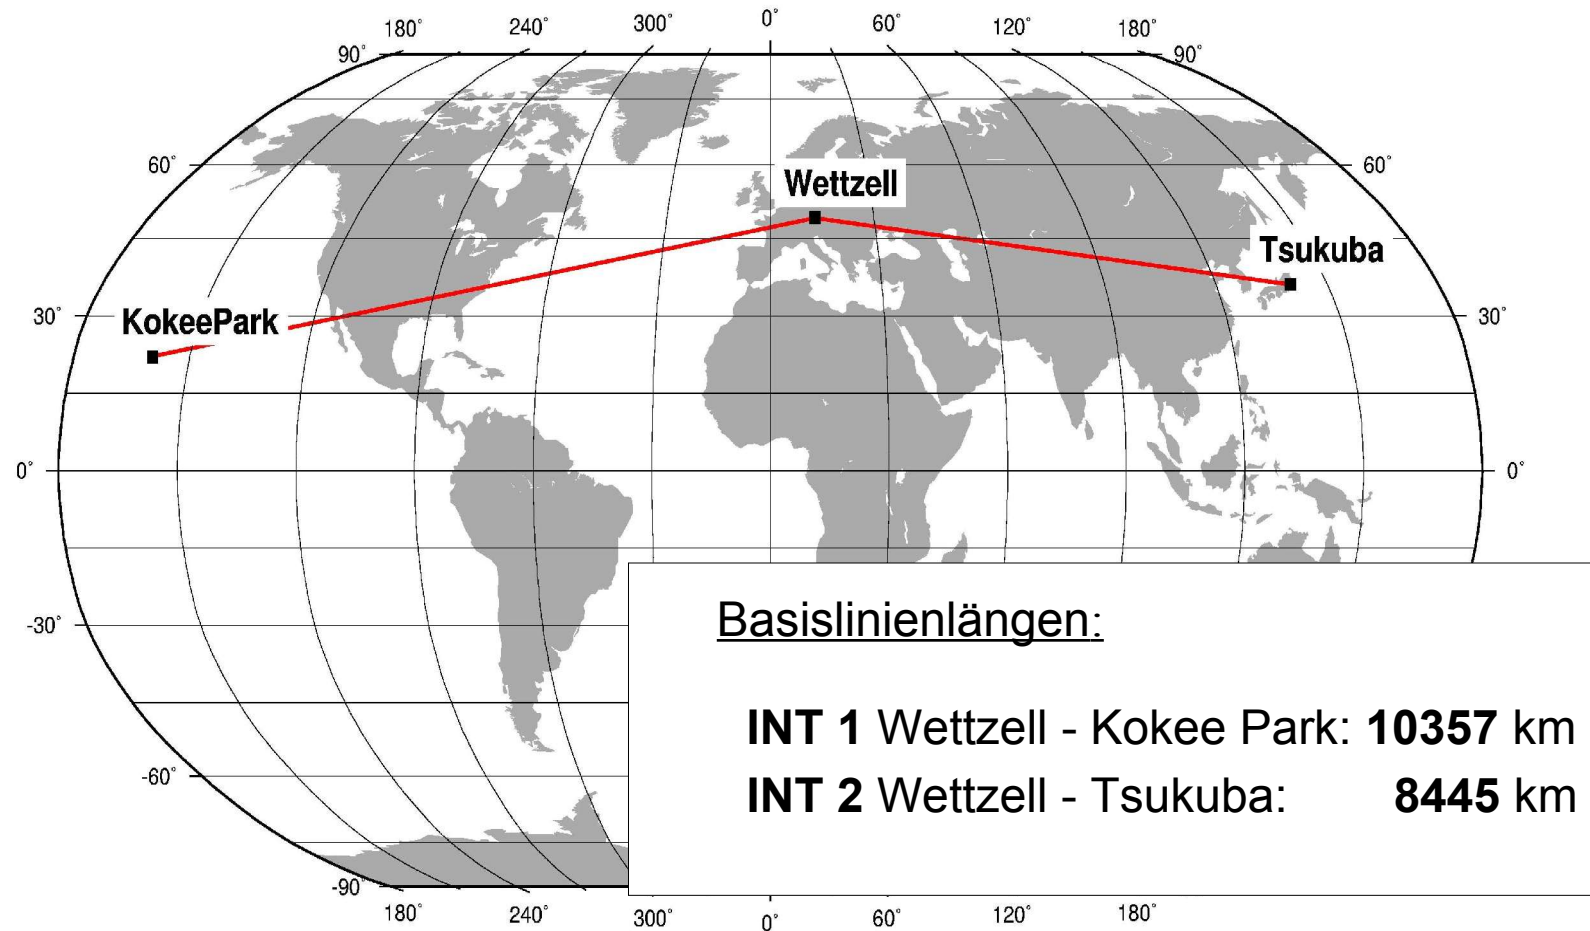 180° 240° 300° 0° 60° 120° 180°
90° 90°
60° 60°
Wettzell
Tsukuba
30° KokeePark 30°
0° 0°
-30°
Basislinienlängen:
INT 1 Wettzell - Kokee Park: 10357 km
-60°
INT 2 Wettzell - Tsukuba: 8445 km
-90°
180° 240° 300° 0° 60° 120° 180°